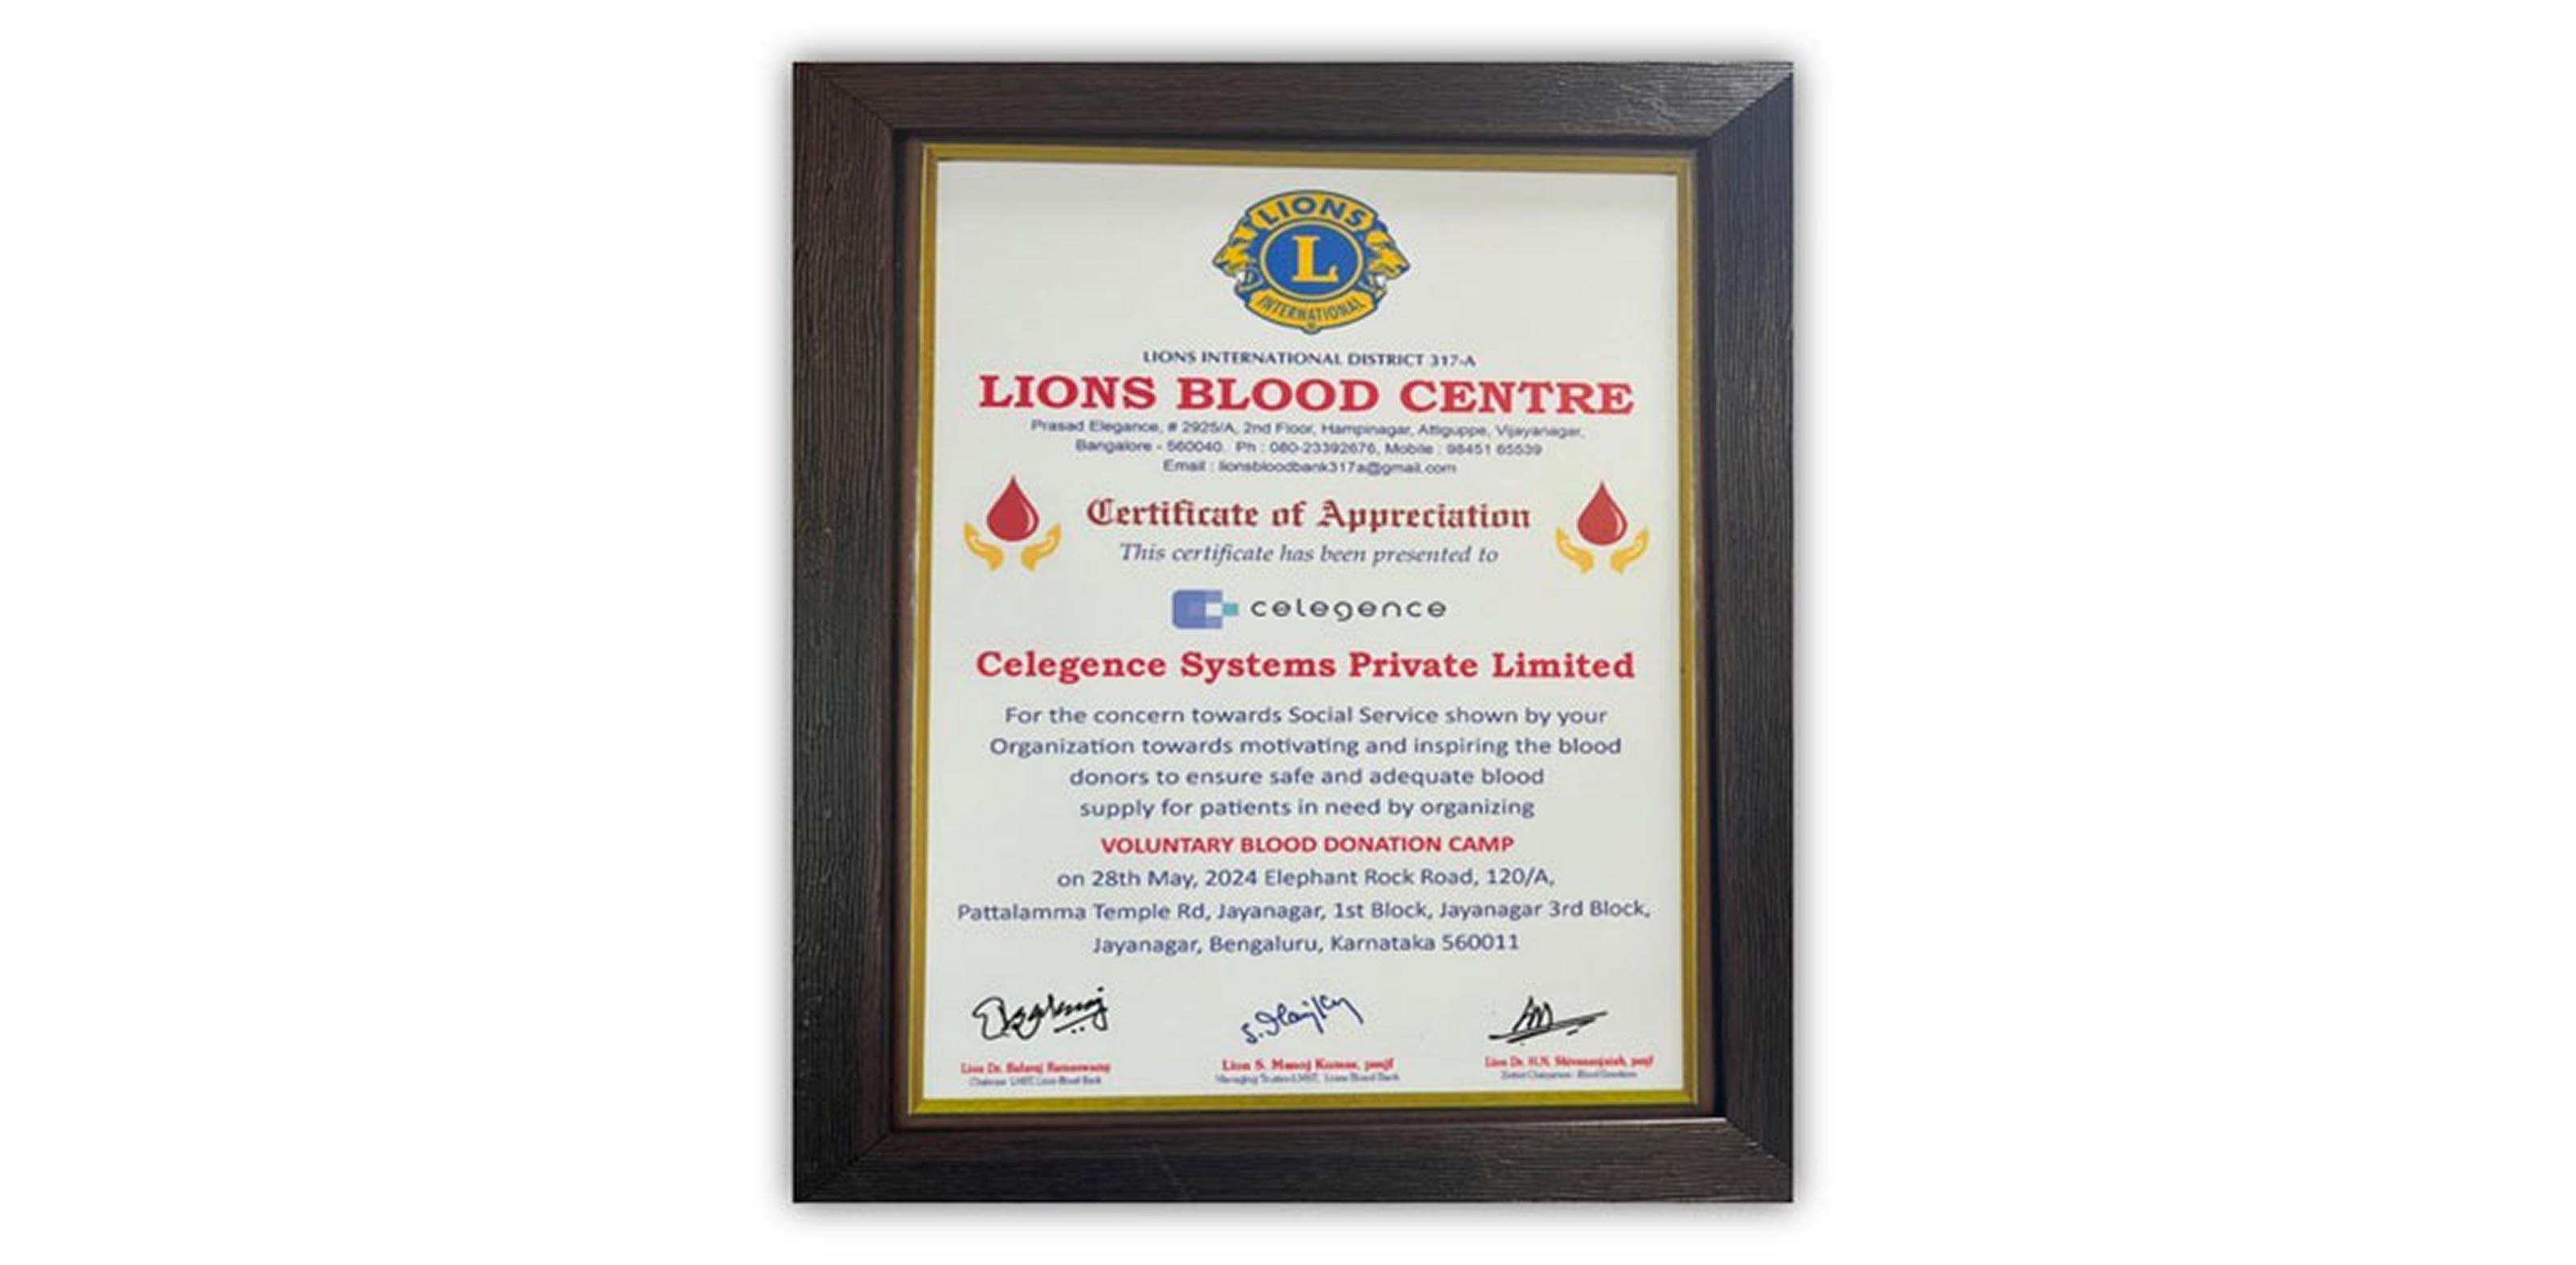 LIONS
L
INTERNATIONAL
LIONS INTERNATIONAL DISTRICT 317-A
LIONS BLOOD CENTRE
Prasad Elegance, # 2925/A, 2nd Floor, Hampinagar, Attiguppe, Vijayanagar,
Bangalore - 560040. Ph : 080-23392676, Mobile : 98451 65539
Email : lionsbloodbank317a@gmail.com
Certificate of Appreciation
This certificate has been presented to
celegence
Celegence Systems Private Limited
For the concern towards Social Service shown by your
Organization towards motivating and inspiring the blood
donors to ensure safe and adequate blood
supply for patients in need by organizing
VOLUNTARY BLOOD DONATION CAMP
on 28th May, 2024 Elephant Rock Road, 120/A,
Pattalamma Temple Rd, Jayanagar, 1st Block, Jayanagar 3rd Block,
Jayanagar, Bengaluru, Karnataka 560011
Lion Dr. Ramaswamy
Lion S. Manoj Kumar, pmjf
Lion Dr. H.N.